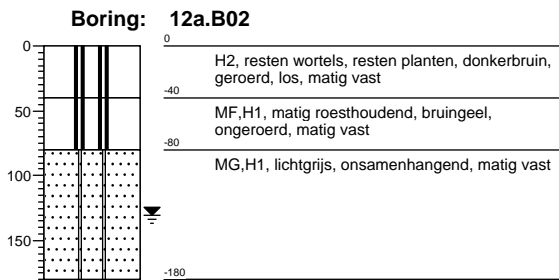 Boring: 12a.B02
0
0
H2, resten wortels, resten planten, donkerbruin,
geroerd, los, matig vast
-40
50
MF,H1, matig roesthoudend, bruingeel,
ongeroerd, matig vast
-80
MG,H1, lichtgrijs, onsamenhangend, matig vast
100
150
-180